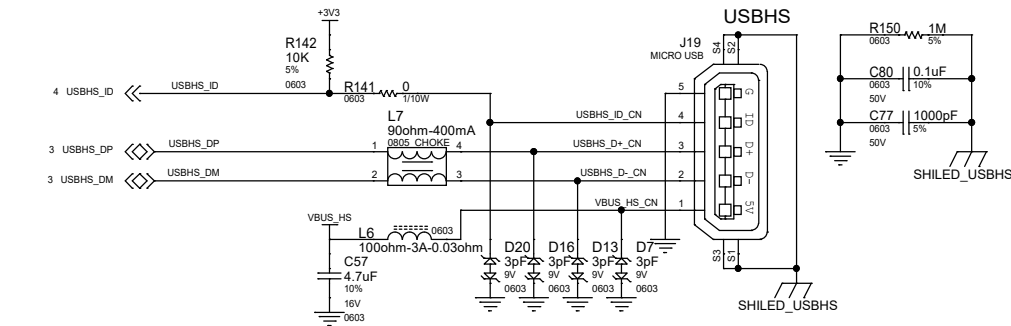 +3V3
R142
10K
5%
0603
4 USBHS_ID
USBHS_ID
R141 0
0603 1/10W
L7
90ohm-400mA
0805 CHOKE
3 USBHS_DP
USBHS_DP
1 4
3 USBHS_DM
USBHS_DM
2 3
VBUS_HS
L6 0603
100ohm-3A-0.03ohm
C57
4.7uF
10%
16V
0603
USBHS
J19
MICRO USB
S4 S2
5 G
USBHS_ID_CN 4 ID
USBHS_D+_CN 3 D+
USBHS_D-_CN 2 D-
VBUS_HS_CN 1 5V
S3 S1
D20 D16 D13 D7
3pF 3pF 3pF 3pF
9V 9V 9V 9V
0603 0603 0603 0603
SHILED_USBHS
R150 1M
0603 5%
C80 0.1uF
0603 10%
50V
C77 1000pF
0603 5%
50V
SHILED_USBHS